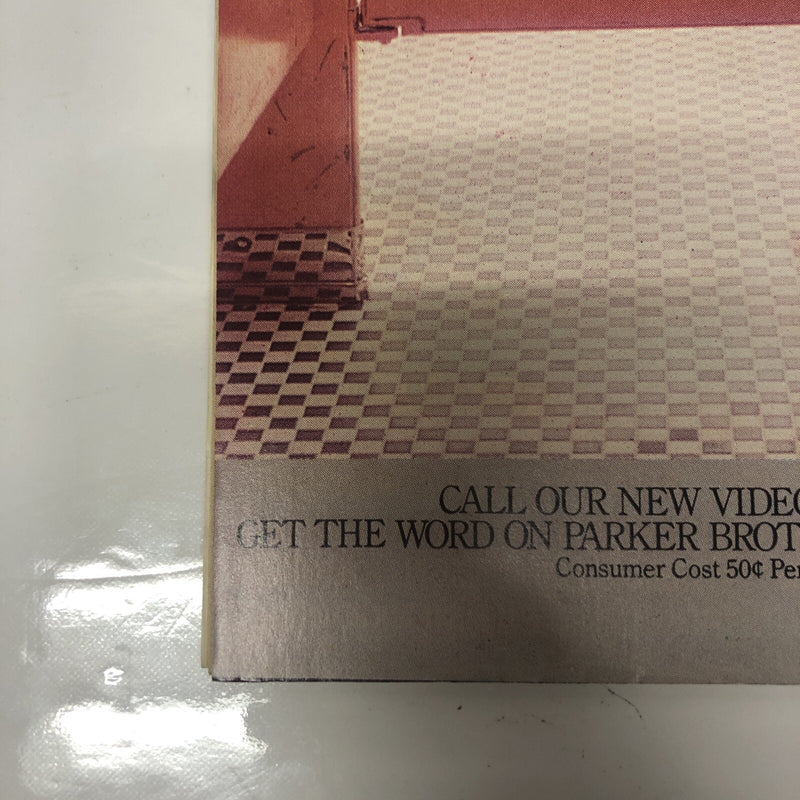 CALL OUR NEW VIDEO
GET THE WORD ON PARKER BROT
Consumer Cost 50¢ Per